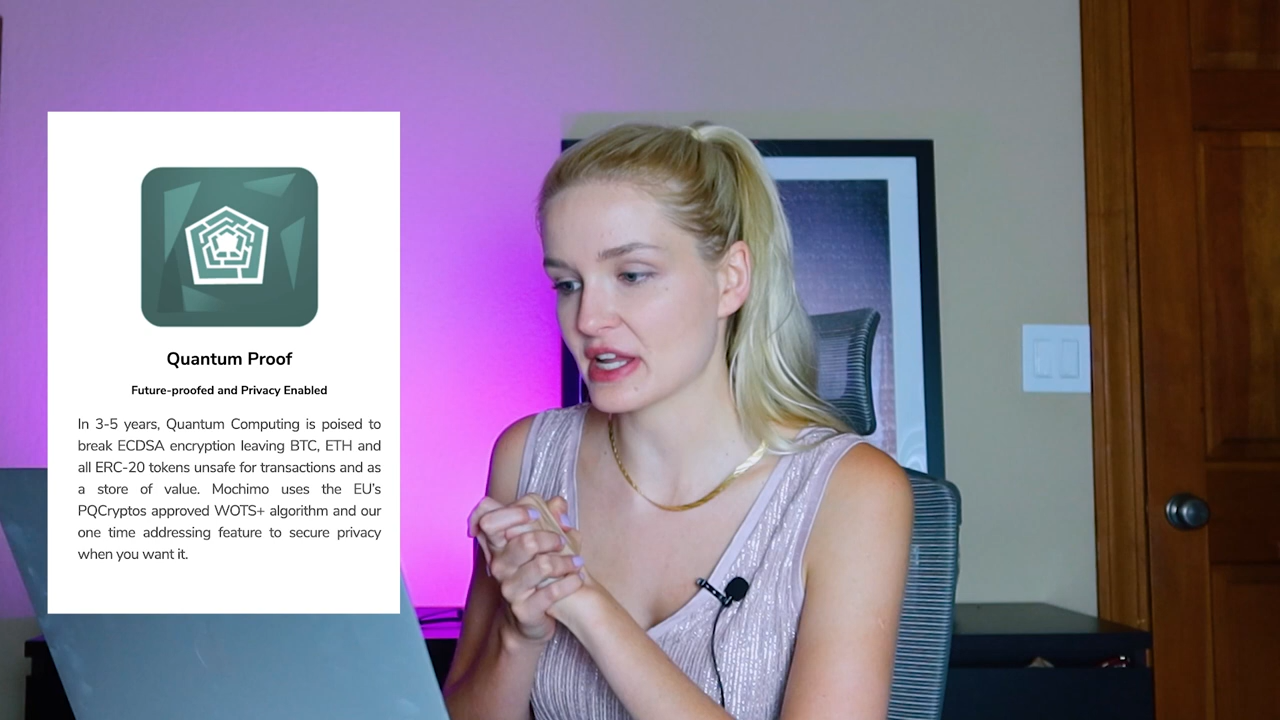 Quantum Proof
Future-proofed and Privacy Enabled
In 3-5 years, Quantum Computing is poised to
break ECDSA encryption leaving BTC, ETH and
all ERC-20 tokens unsafe for transactions and as
a store of value. Mochimo uses the EU's
PQCryptos approved WOTS+ algorithm and our
one time addressing feature to secure privacy
when you want it.